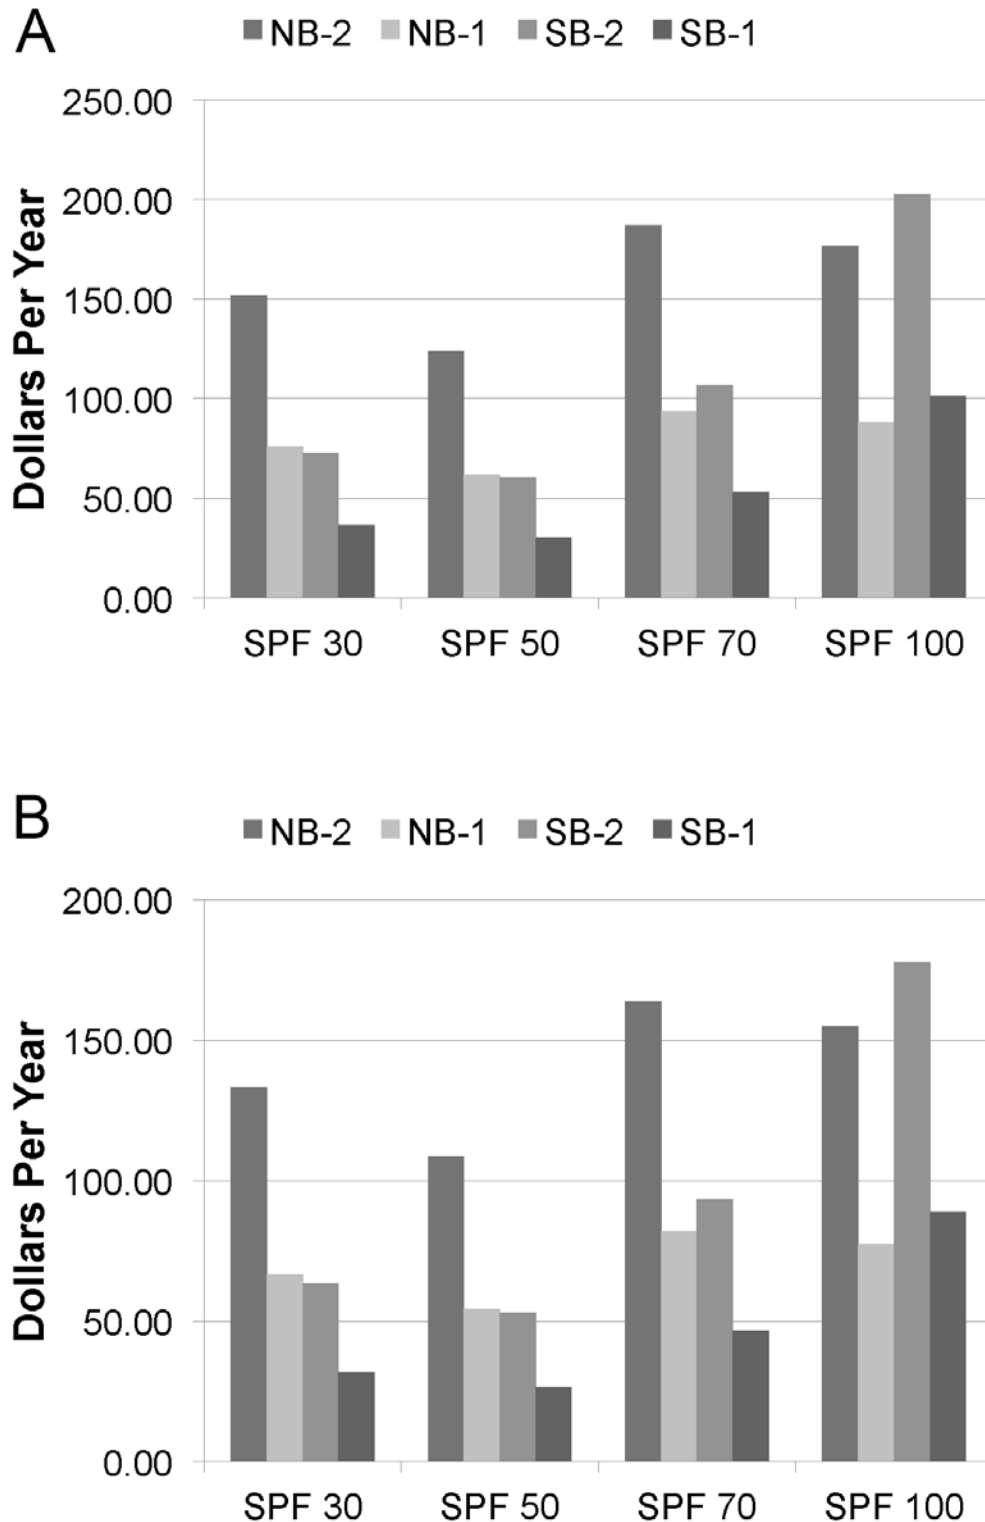 A
NB-2 NB-1 SB-2 SB-1
250.00
200.00
150.00
100.00
50.00
0.00
Dollars Per Year
SPF 30 SPF 50 SPF 70 SPF 100
B
NB-2 NB-1 SB-2 SB-1
200.00
150.00
100.00
50.00
0.00
Dollars Per Year
SPF 30 SPF 50 SPF 70 SPF 100